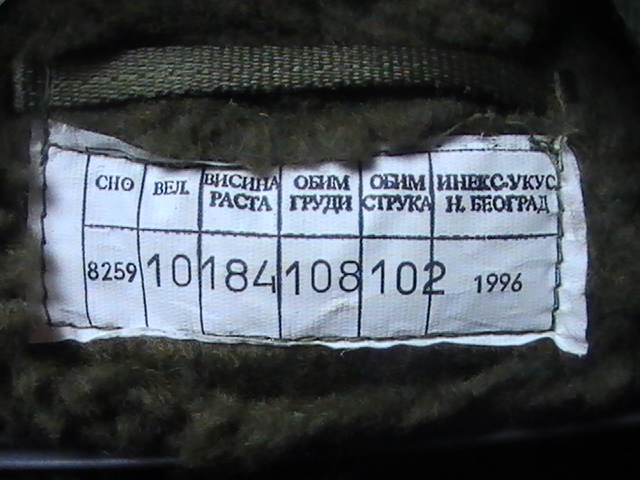 СНО
8259
ВЕЛ.
10
ВИСИНА
РАСТА
184
ОБИМ
ГРУДИ
108
ОБИМ
СТРУКА
102
ИНЕКС-УКУС
Н. БЕОГРАД
1996